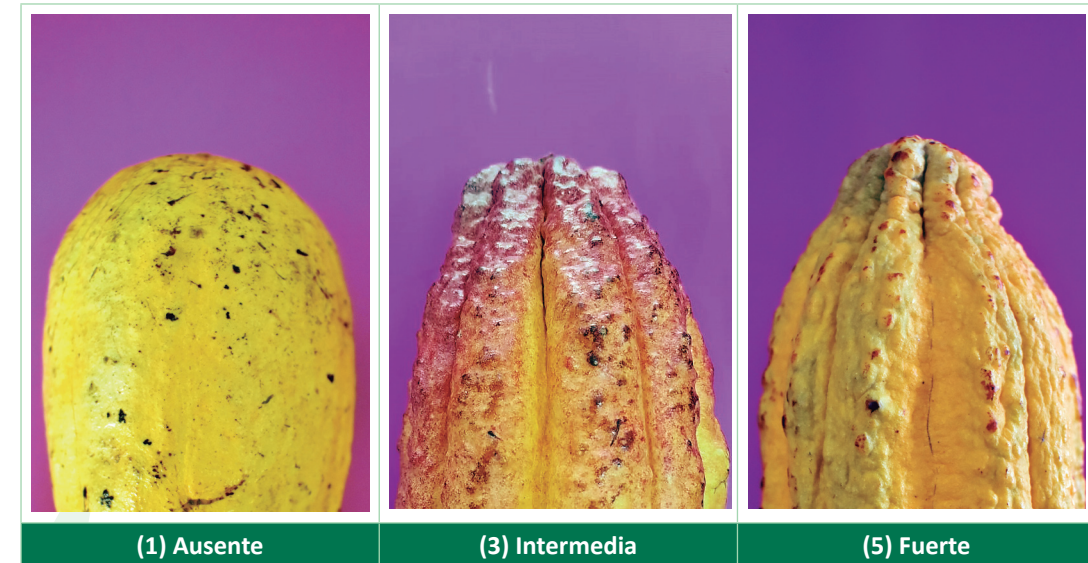 (1) Ausente
(3) Intermedia
(5) Fuerte